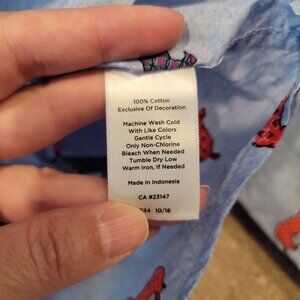 100% Cotton
Exclusive Of Decoration
Machine Wash Cold
With Like Colors
Gentle Cycle
Only Non-Chlorine
Bleach When Needed
Tumble Dry Low
Warm Iron, If Needed
Made in Indonesia
CA #23147
10/16